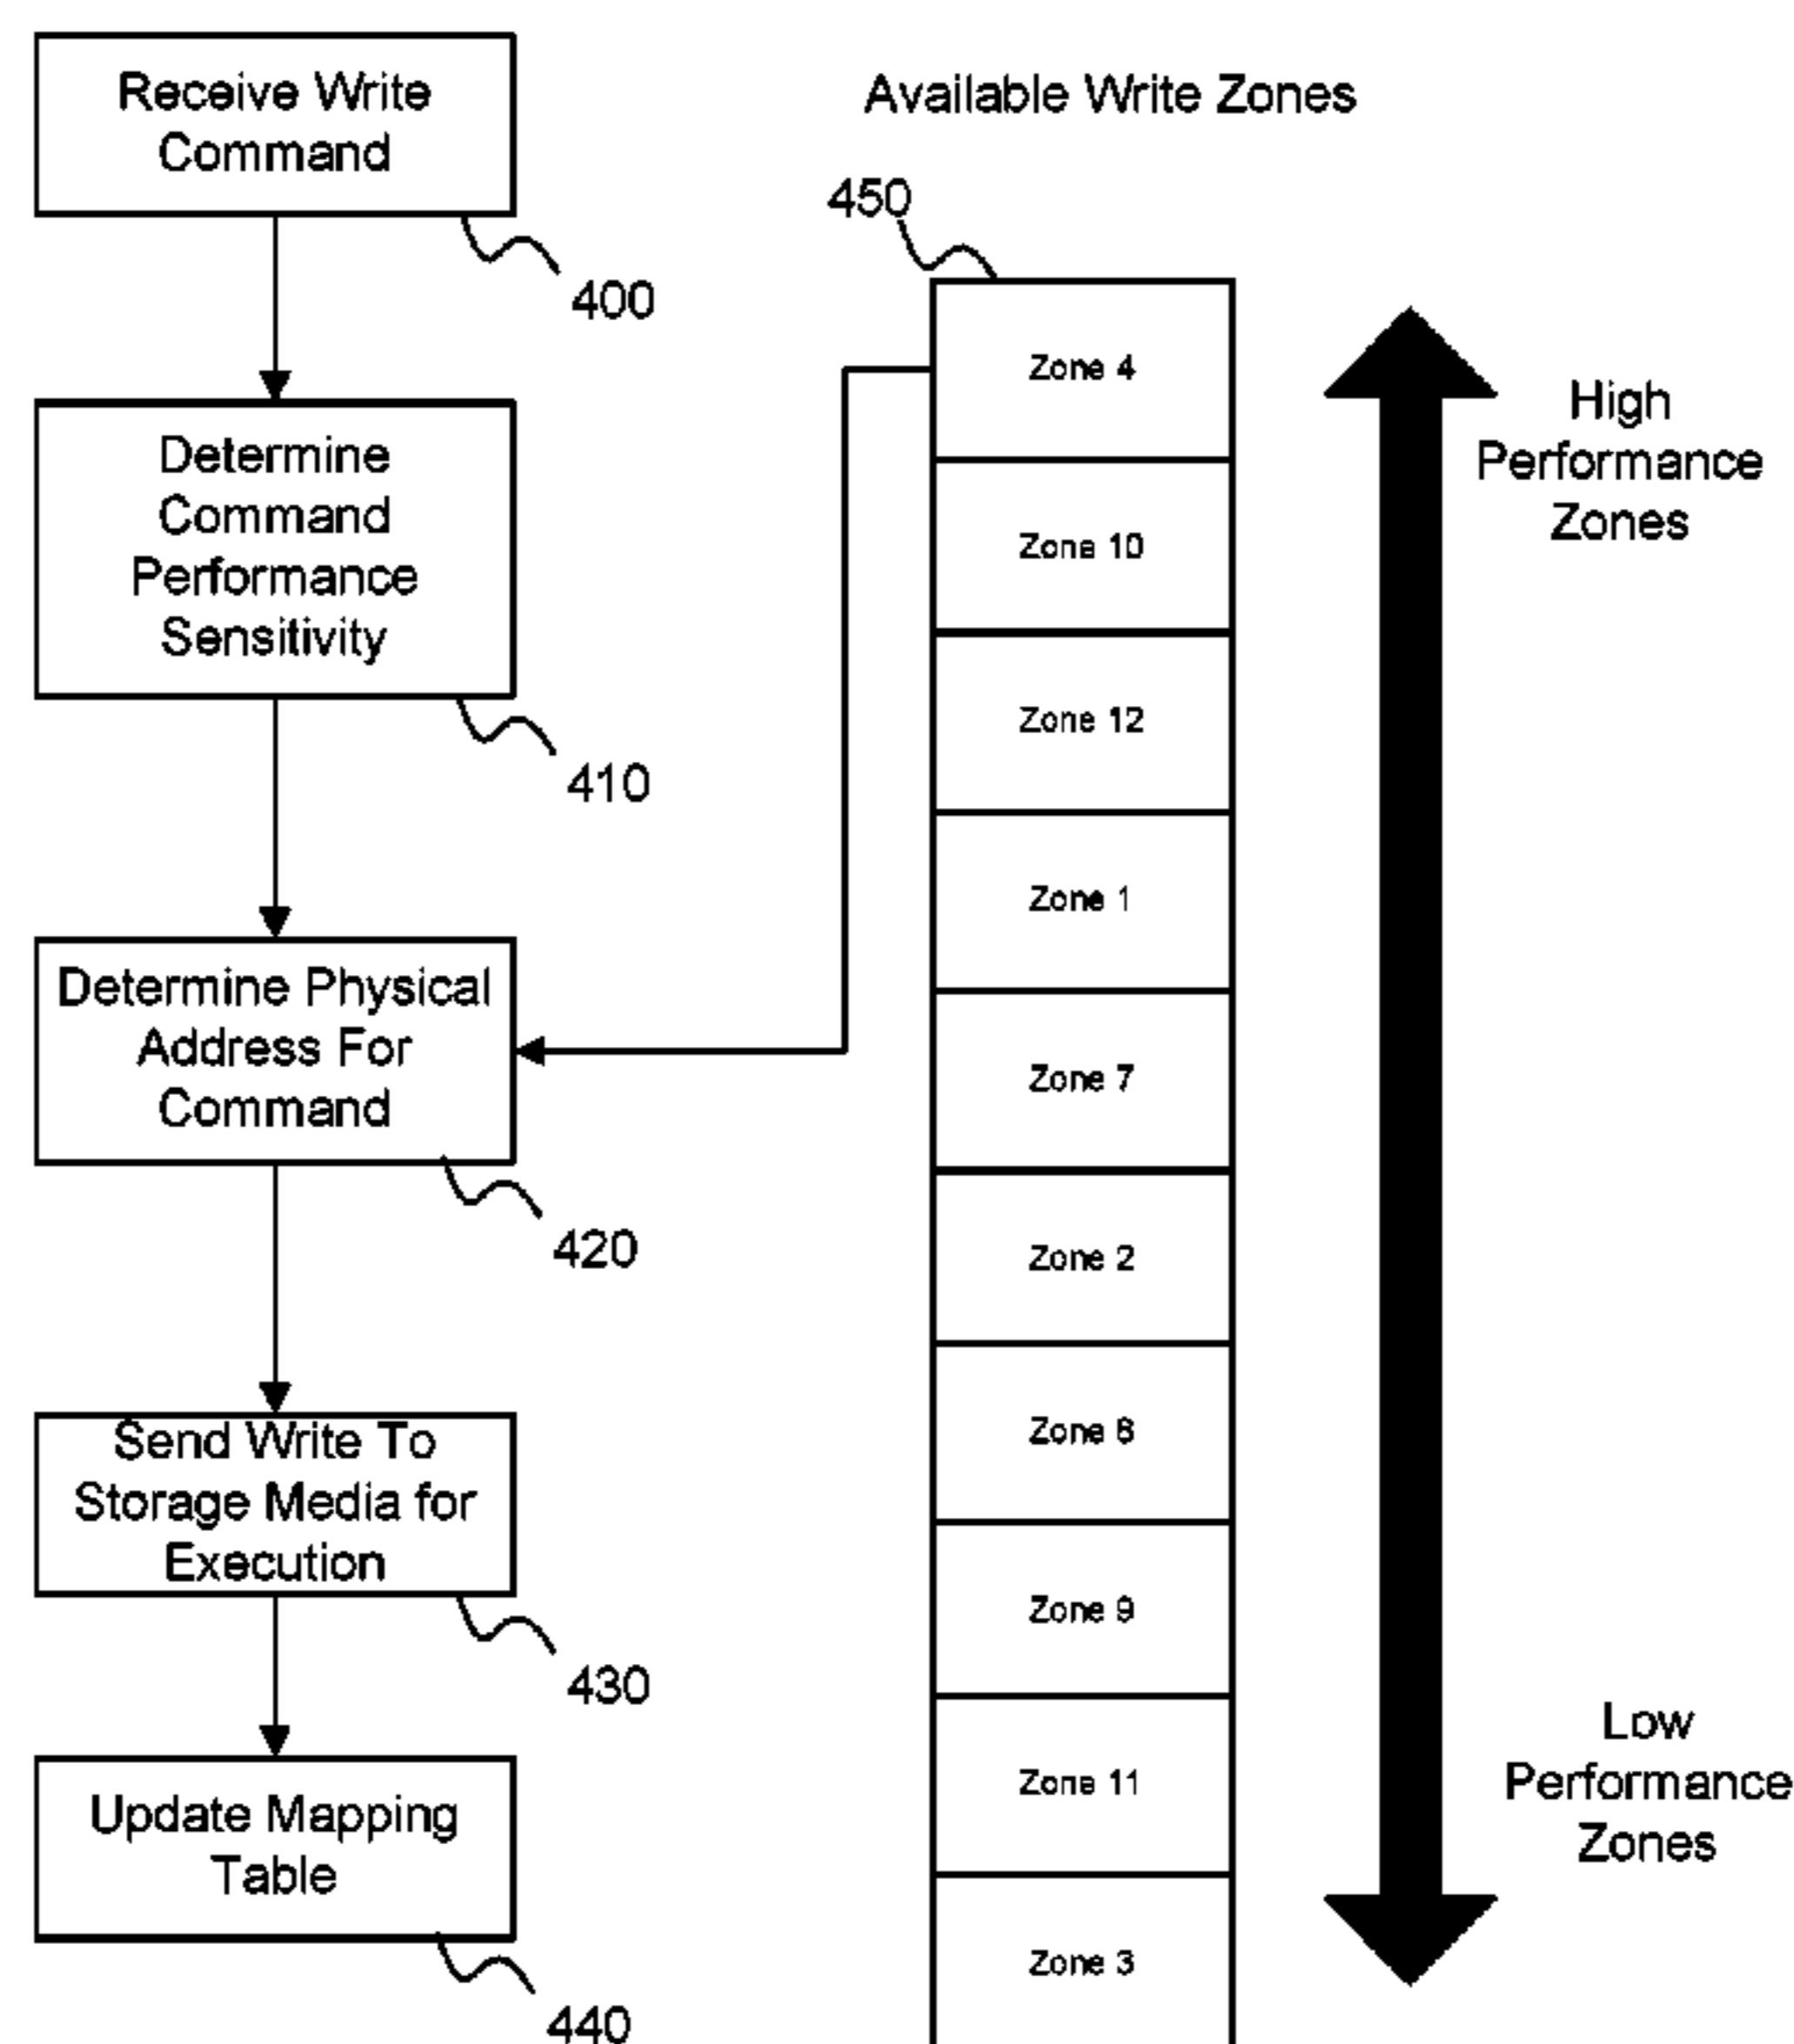 Receive Write
Command
400
Determine
Command
Performance
Sensitivity
410
Determine Physical
Address For
Command
420
Send Write To
Storage Media for
Execution
430
Update Mapping
Table
440
Available Write Zones
450
Zone 4
Zone 10
Zone 12
Zone 1
Zone 7
Zone 2
Zone
Zone 9
Zone 11
Zone 3
High
Performance
Zones
Low
Performance
Zones